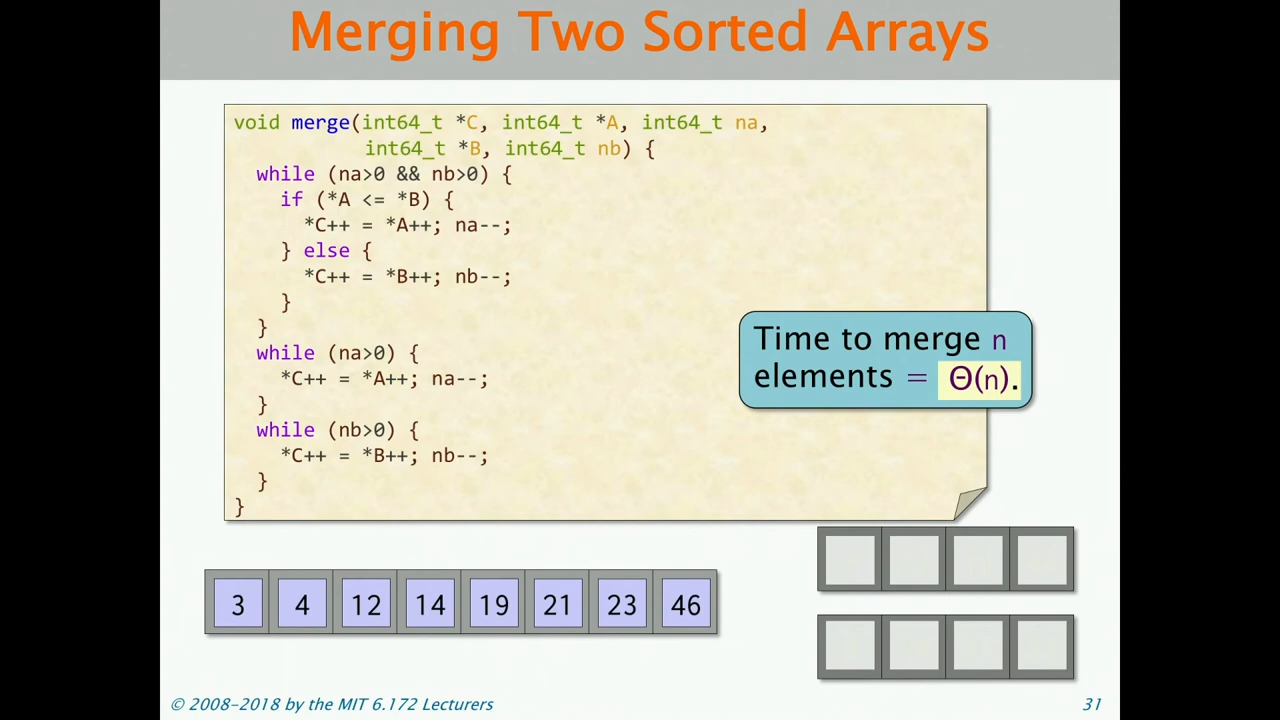 Merging Two Sorted Arrays
void merge(int64_t *C, int64_t *A, int64_t na,
           int64_t *B, int64_t nb) {
  while (na>0 && nb>0) {
    if (*A <= *B) {
      *C++ = *A++; na--;
    } else {
      *C++ = *B++; nb--;
    }
  }
  while (na>0) {
    *C++ = *A++; na--;
  }
  while (nb>0) {
    *C++ = *B++; nb--;
  }
}
Time to merge n
elements = Θ(n).
3 4 12 14 19 21 23 46
© 2008–2018 by the MIT 6.172 Lecturers
31